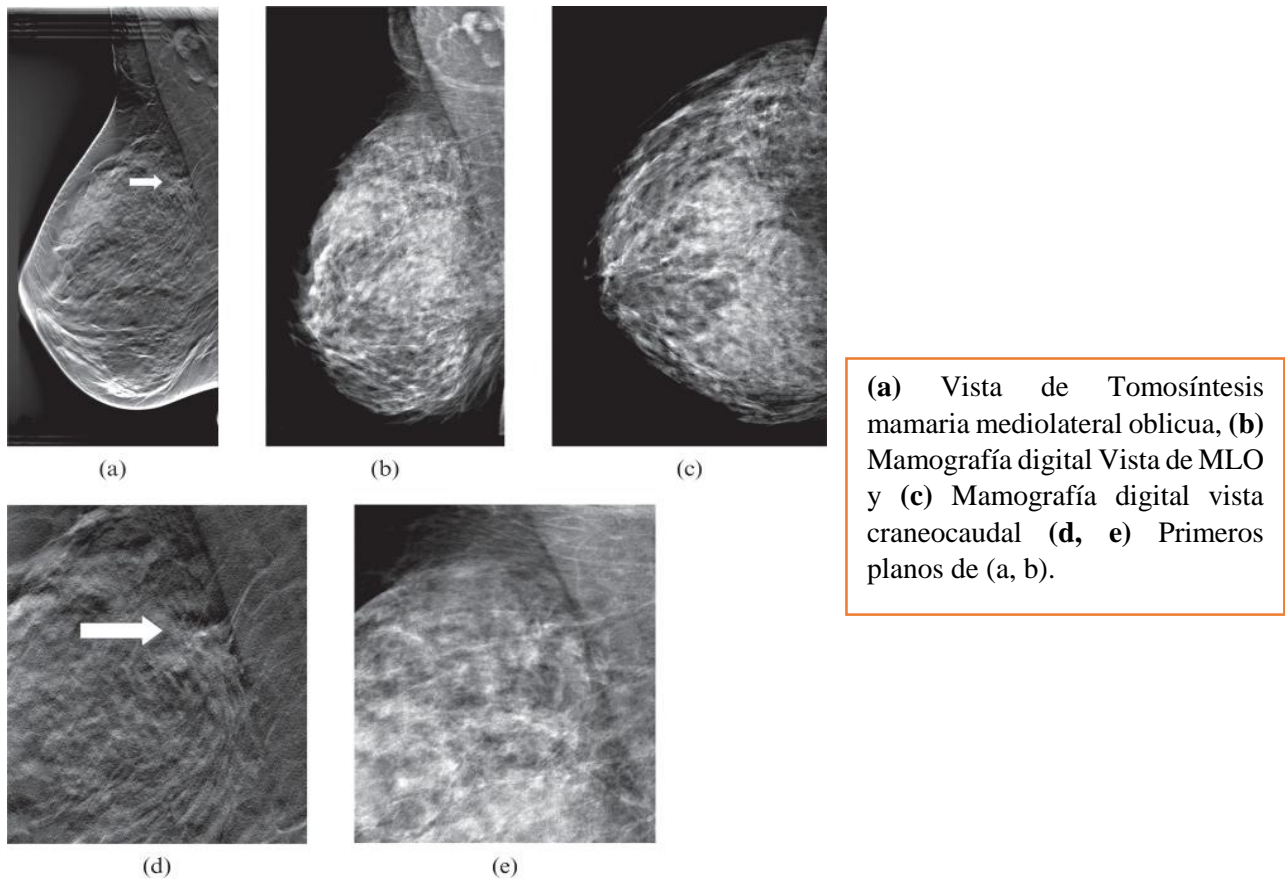 (a)
(b)
(c)
(d)
(e)
(a) Vista de Tomosíntesis
mamaria mediolateral oblicua, (b)
Mamografía digital Vista de MLO
y (c) Mamografía digital vista
craneocaudal (d, e) Primeros
planos de (a, b).